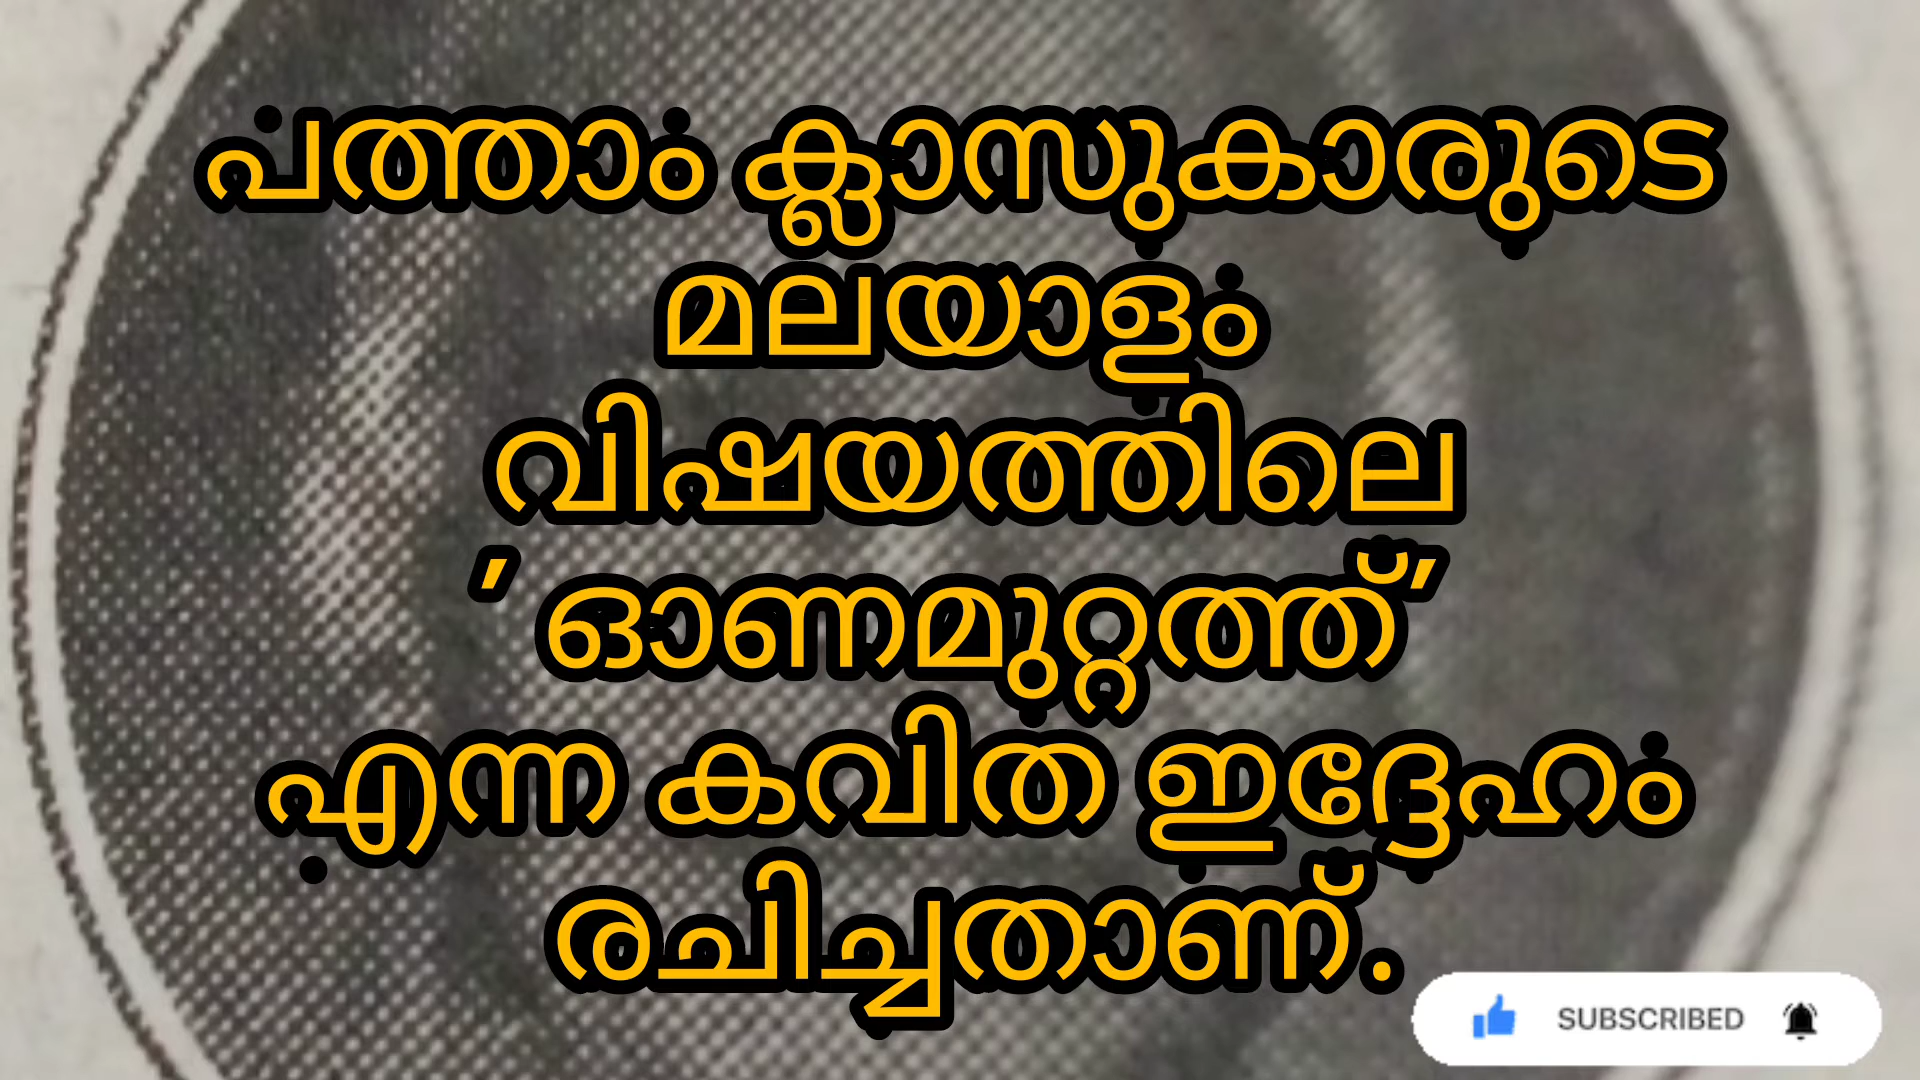 പത്താം ക്ലാസുകാരുടെ
മലയാളം
വിഷയത്തിലെ
’ ഓണമുറ്റത്ത്’
എന്ന കവിത ഇദ്ദേഹം
രചിച്ചതാണ്.
SUBSCRIBED